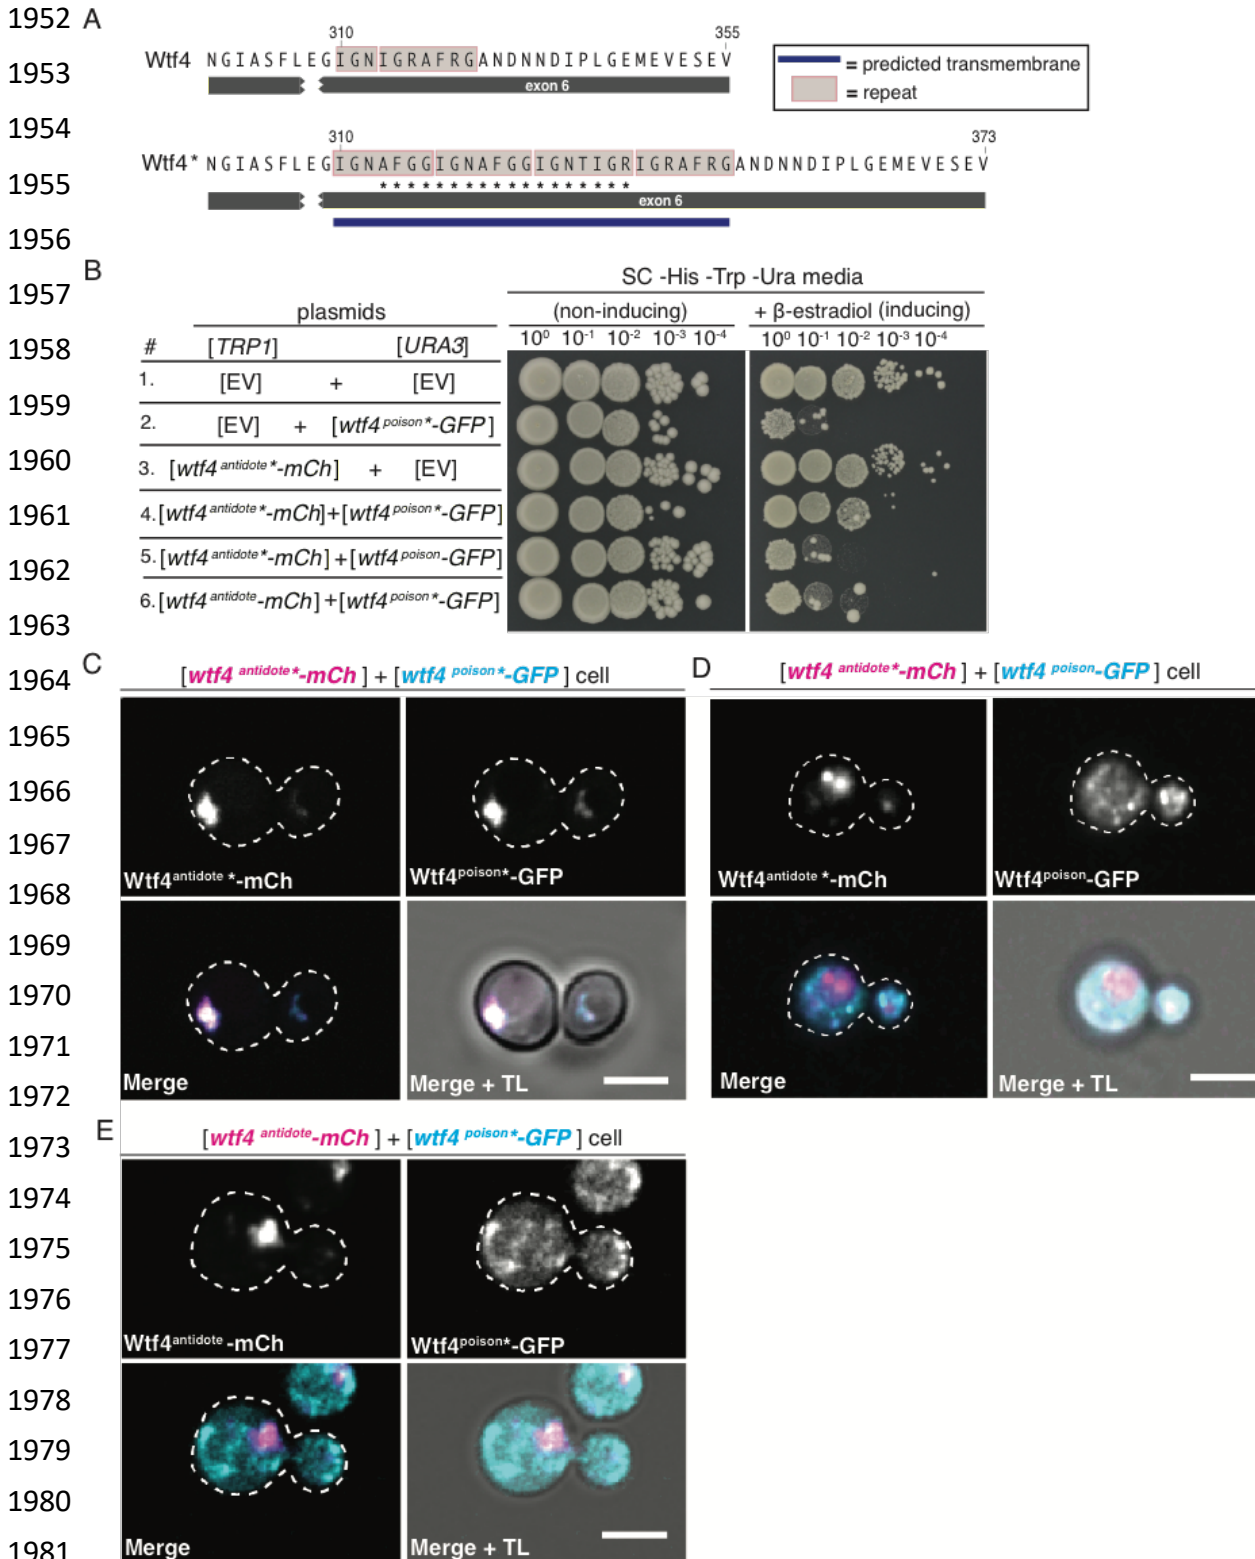 1952 A
310 355
Wtf4 NGIASFLEGIGNIGRAFRGANDNNDIPLGEMEVESEV
= predicted transmembrane
1953
exon 6
= repeat
1954
310 373
Wtf4* NGIASFLEGIGNAFGGIGNAFGGIGNTIGRIGRAFRGANDNNDIPLGEMEVESEV
1955 * * * * * * * * * * * * * * * * * *
exon 6
1956
B
SC -His -Trp -Ura media
1957
plasmids (non-inducing) + β-estradiol (inducing)
1958 # [TRP1] [URA3] 10⁰ 10⁻¹ 10⁻² 10⁻³ 10⁻⁴ 10⁰ 10⁻¹ 10⁻² 10⁻³ 10⁻⁴
1. [EV] + [EV]
1959
2. [EV] + [wtf4 poison*-GFP]
1960
3. [wtf4 antidote*-mCh] + [EV]
1961 4.[wtf4 antidote*-mCh]+[wtf4 poison*-GFP]
1962 5.[wtf4 antidote*-mCh]+[wtf4 poison-GFP]
6.[wtf4 antidote-mCh]+[wtf4 poison*-GFP]
1963
1964 C [wtf4 antidote*-mCh] + [wtf4 poison*-GFP] cell D [wtf4 antidote*-mCh] + [wtf4 poison-GFP] cell
1965
1966
1967
Wtf4antidote *-mCh Wtf4poison*-GFP Wtf4antidote *-mCh Wtf4poison-GFP
1968
1969
1970
1971
Merge Merge + TL Merge Merge + TL
1972
1973 E [wtf4 antidote-mCh] + [wtf4 poison*-GFP] cell
1974
1975
1976
1977 Wtf4antidote -mCh Wtf4poison*-GFP
1978
1979
1980
1981 Merge Merge + TL